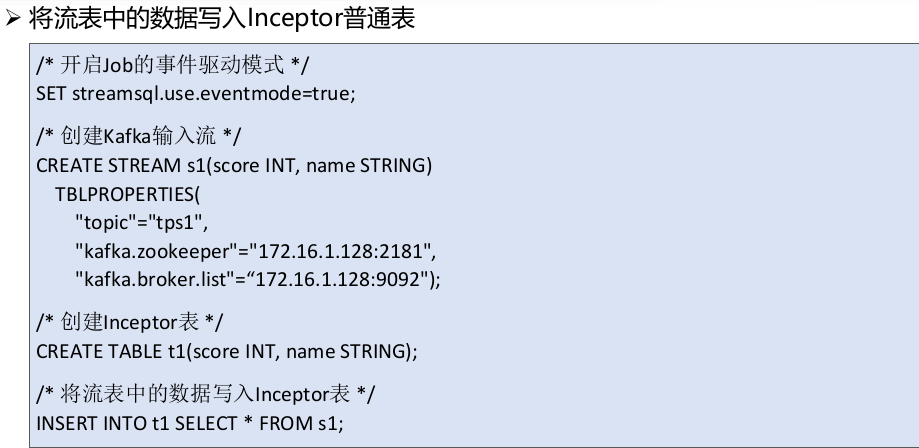 ➢ 将流表中的数据写入Inceptor普通表
/* 开启Job的事件驱动模式 */
SET streamsql.use.eventmode=true;
/* 创建Kafka输入流 */
CREATE STREAM s1(score INT, name STRING)
TBLPROPERTIES(
"topic"="tps1",
"kafka.zookeeper"="172.16.1.128:2181",
"kafka.broker.list"=“172.16.1.128:9092");
/* 创建Inceptor表 */
CREATE TABLE t1(score INT, name STRING);
/* 将流表中的数据写入Inceptor表 */
INSERT INTO t1 SELECT * FROM s1;